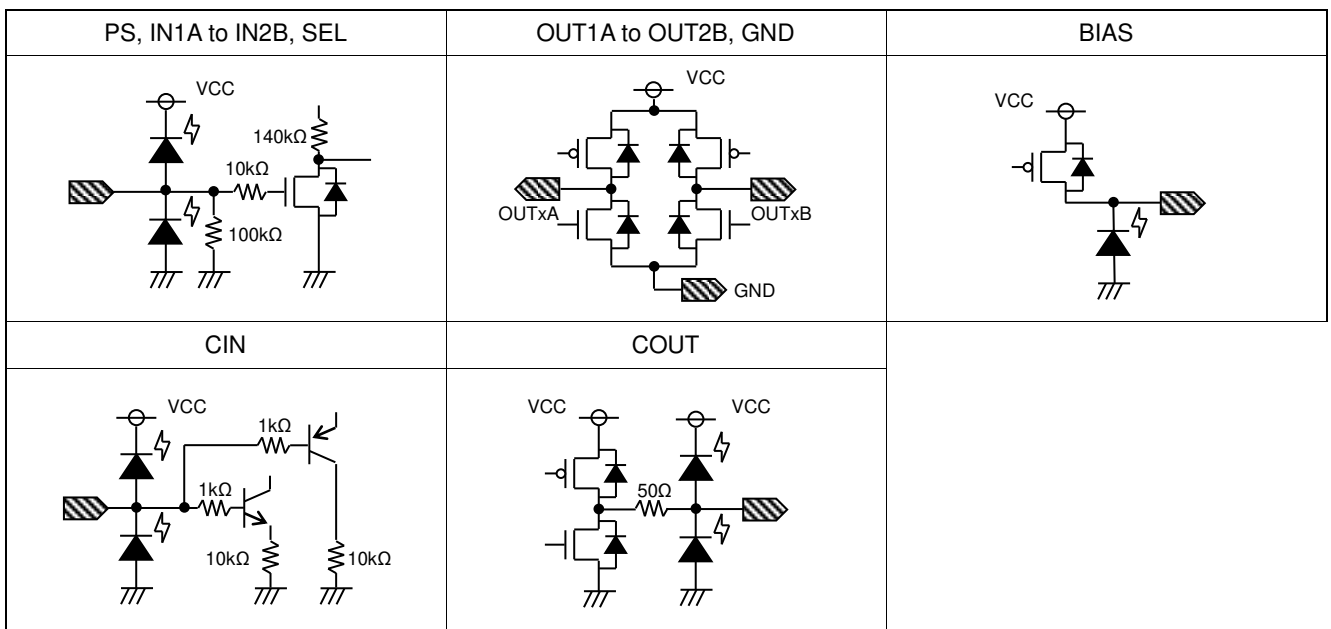 PS, IN1A to IN2B, SEL
OUT1A to OUT2B, GND
BIAS
VCC
140kΩ
10kΩ
100kΩ
VCC
OUTxA
OUTxB
GND
VCC
CIN
COUT
VCC
1kΩ
1kΩ
10kΩ
10kΩ
VCC
VCC
50Ω